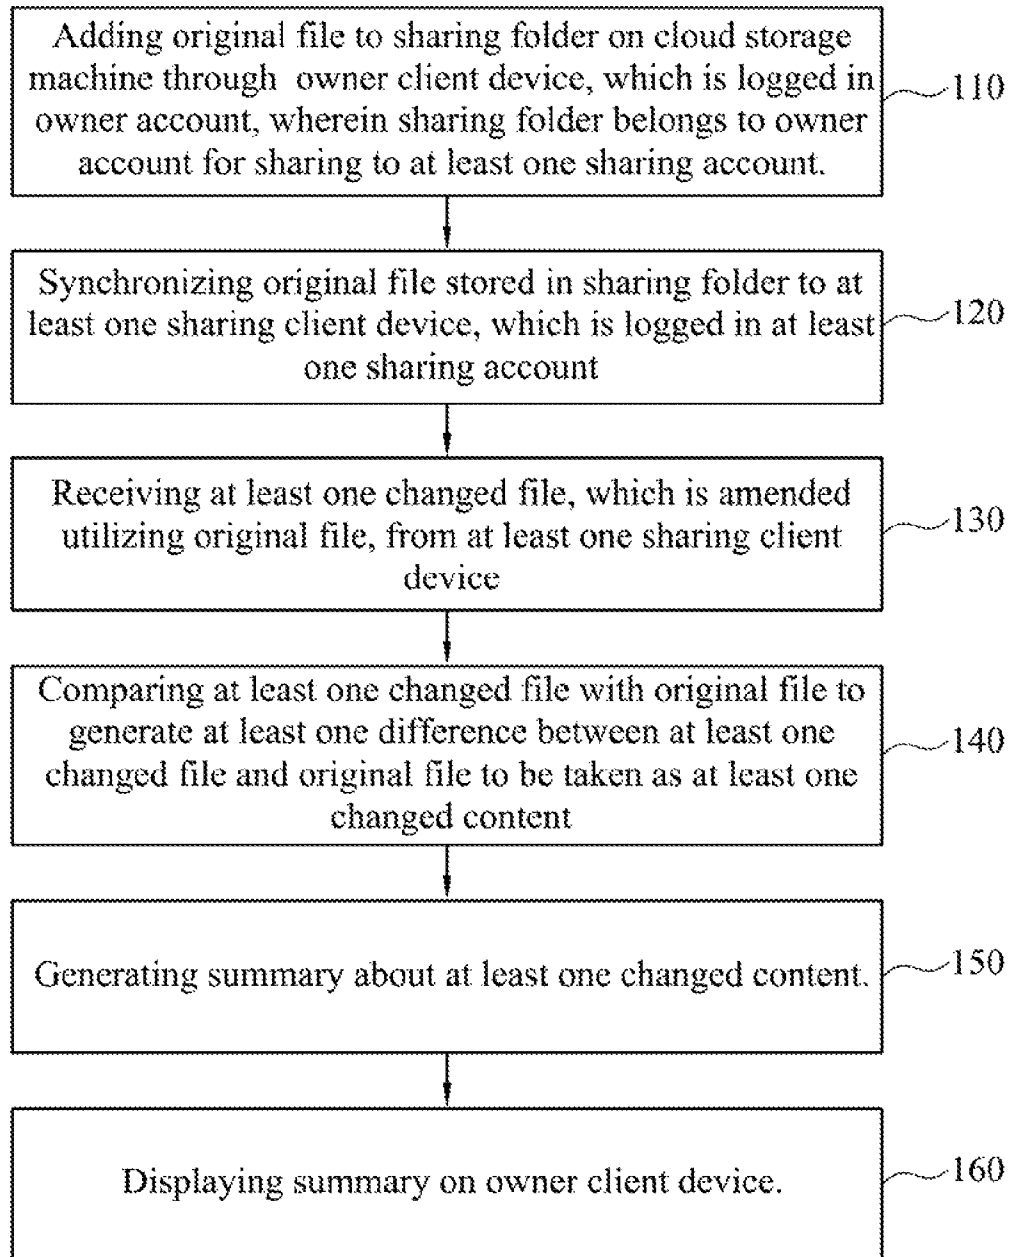 Adding original file to sharing folder on cloud storage
machine through owner client device, which is logged in
owner account, wherein sharing folder belongs to owner
account for sharing to at least one sharing account.
110
Synchronizing original file stored in sharing folder to at
least one sharing client device, which is logged in at least
one sharing account
120
Receiving at least one changed file, which is amended
utilizing original file, from at least one sharing client
device
130
Comparing at least one changed file with original file to
generate at least one difference between at least one
changed file and original file to be taken as at least one
changed content
140
Generating summary about at least one changed content.
150
Displaying summary on owner client device.
160